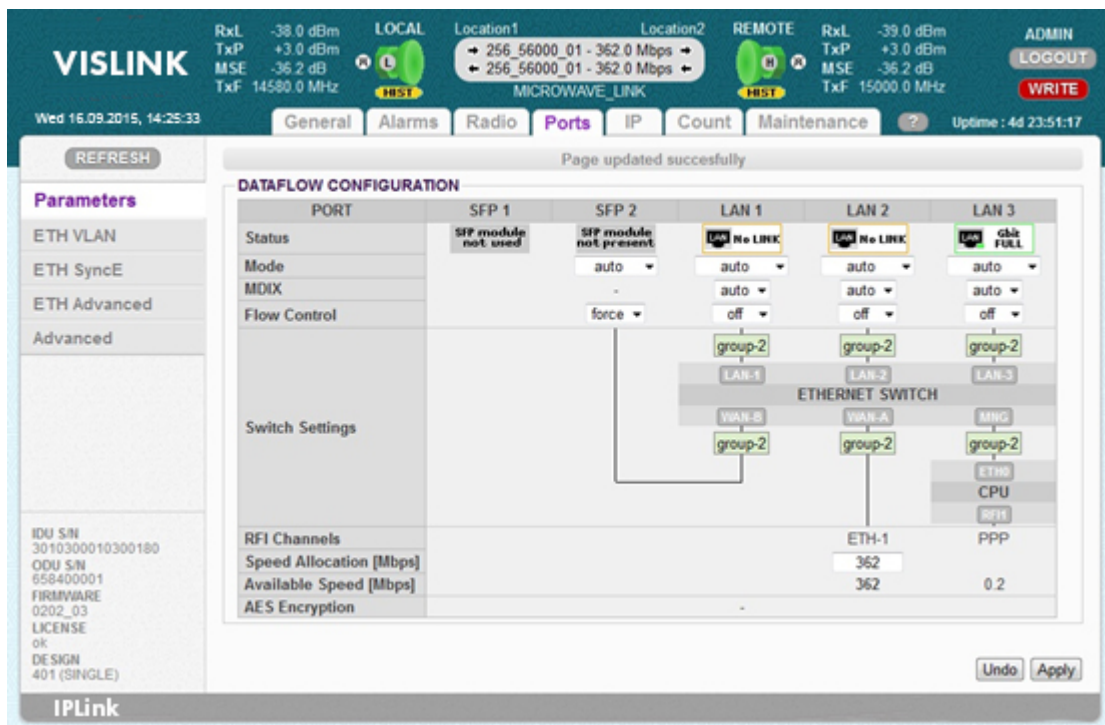 VISLINK
RxL -38.0 dBm LOCAL Location1 Location2 REMOTE RxL -39.0 dBm ADMIN
TxP +3.0 dBm → 256_56000_01 - 362.0 Mbps → TxP +3.0 dBm LOGOUT
MSE -36.2 dB R L ← 256_56000_01 - 362.0 Mbps ← H R MSE -36.2 dB
TxF 14580.0 MHz HIST MICROWAVE_LINK HIST TxF 15000.0 MHz WRITE
Wed 16.09.2015, 14:25:33 General Alarms Radio Ports IP Count Maintenance ? Uptime : 4d 23:51:17
REFRESH
Page updated succesfully
Parameters
ETH VLAN
ETH SyncE
ETH Advanced
Advanced
DATAFLOW CONFIGURATION
PORT SFP 1 SFP 2 LAN 1 LAN 2 LAN 3
Status SFP module not used SFP module not present LAN No LINK LAN No LINK LAN Gbit FULL
Mode auto auto auto auto
MDIX - auto auto auto
Flow Control force off off off
Switch Settings
group-2 group-2 group-2
LAN-1 LAN-2 LAN-3
ETHERNET SWITCH
WAN-B WAN-A MNG
group-2 group-2 group-2
ETH0
CPU
RFI1
RFI Channels ETH-1 PPP
Speed Allocation [Mbps] 362
Available Speed [Mbps] 362 0.2
AES Encryption -
IDU S/N
3010300010300180
ODU S/N
658400001
FIRMWARE
0202_03
LICENSE
ok
DESIGN
401 (SINGLE)
Undo Apply
IPLink